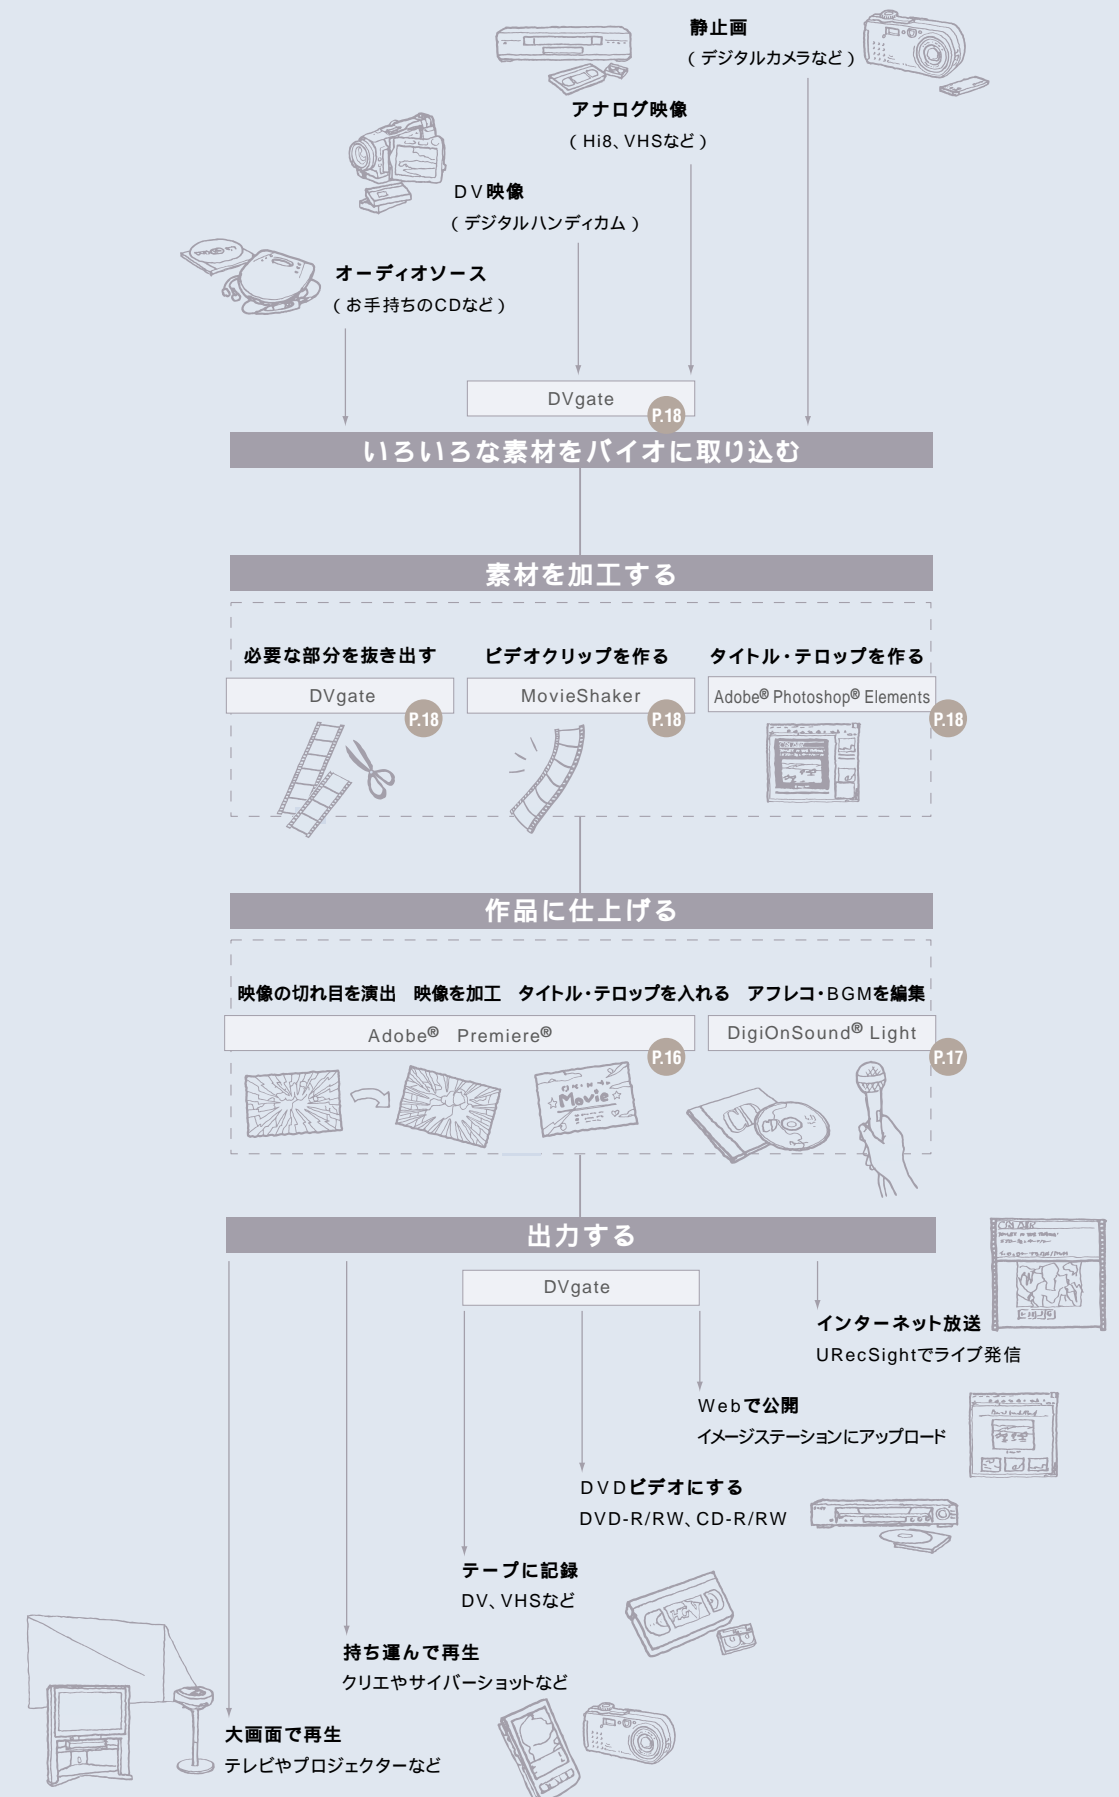 静止画
(デジタルカメラなど)
アナログ映像
(Hi8、VHSなど)
DV映像
(デジタルハンディカム)
オーディオソース
(お手持ちのCDなど)
DVgate
P.18
いろいろな素材をバイオに取り込む
素材を加工する
必要な部分を抜き出す ビデオクリップを作る タイトル・テロップを作る
DVgate MovieShaker Adobe® Photoshop® Elements
P.18 P.18 P.18
作品に仕上げる
映像の切れ目を演出 映像を加工 タイトル・テロップを入れる アフレコ・BGMを編集
Adobe® Premiere® DigiOnSound® Light
P.16 P.17
Movie
出力する
DVgate
インターネット放送
URecSightでライブ発信
Webで公開
イメージステーションにアップロード
DVDビデオにする
DVD-R/RW、CD-R/RW
テープに記録
DV、VHSなど
持ち運んで再生
クリエやサイバーショットなど
大画面で再生
テレビやプロジェクターなど